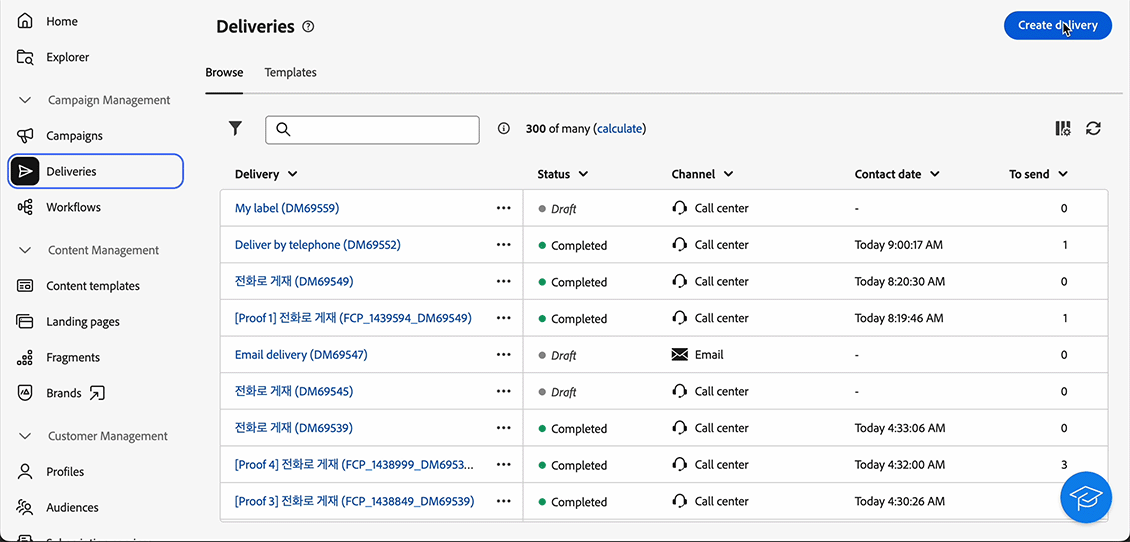 Home
Explorer
Campaign Management
Campaigns
Deliveries
Workflows
Content Management
Content templates
Landing pages
Fragments
Brands
Customer Management
Profiles
Audiences
Deliveries
Create delivery
Browse Templates
300 of many (calculate)
Delivery Status Channel Contact date To send
My label (DM69559) Draft Call center - 0
Deliver by telephone (DM69552) Completed Call center Today 9:00:17 AM 1
전화로 게재 (DM69549) Completed Call center Today 8:20:30 AM 0
[Proof 1] 전화로 게재 (FCP_1439594_DM69549) Completed Call center Today 8:19:46 AM 1
Email delivery (DM69547) Draft Email - 0
전화로 게재 (DM69545) Draft Call center - 0
전화로 게재 (DM69539) Completed Call center Today 4:33:06 AM 0
[Proof 4] 전화로 게재 (FCP_1438999_DM6953... Completed Call center Today 4:32:00 AM 3
[Proof 3] 전화로 게재 (FCP_1438849_DM69539) Completed Call center Today 4:30:26 AM